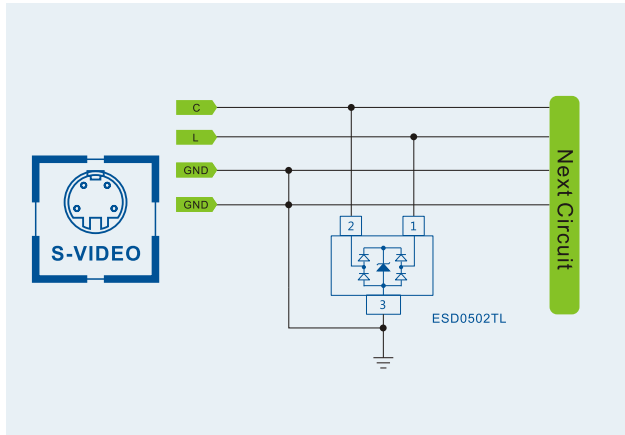 C
L
GND
GND
S-VIDEO
2
1
3
ESD0502TL
Next Circuit